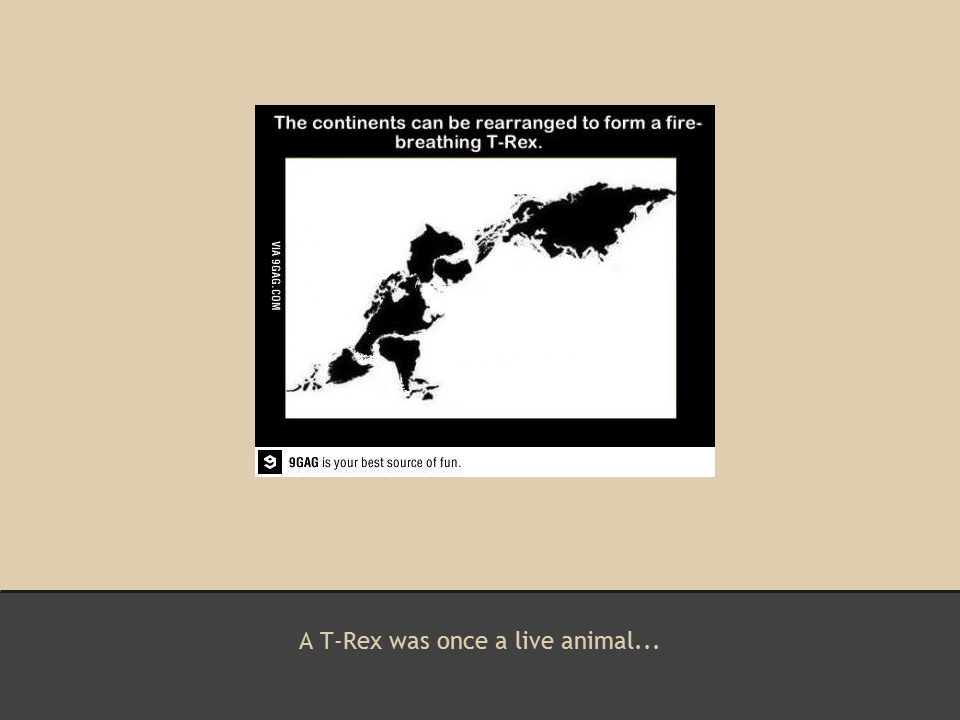 The continents can be rearranged to form a fire-
breathing T-Rex.
VIA 9GAG.COM
9GAG is your best source of fun.
A T-Rex was once a live animal...